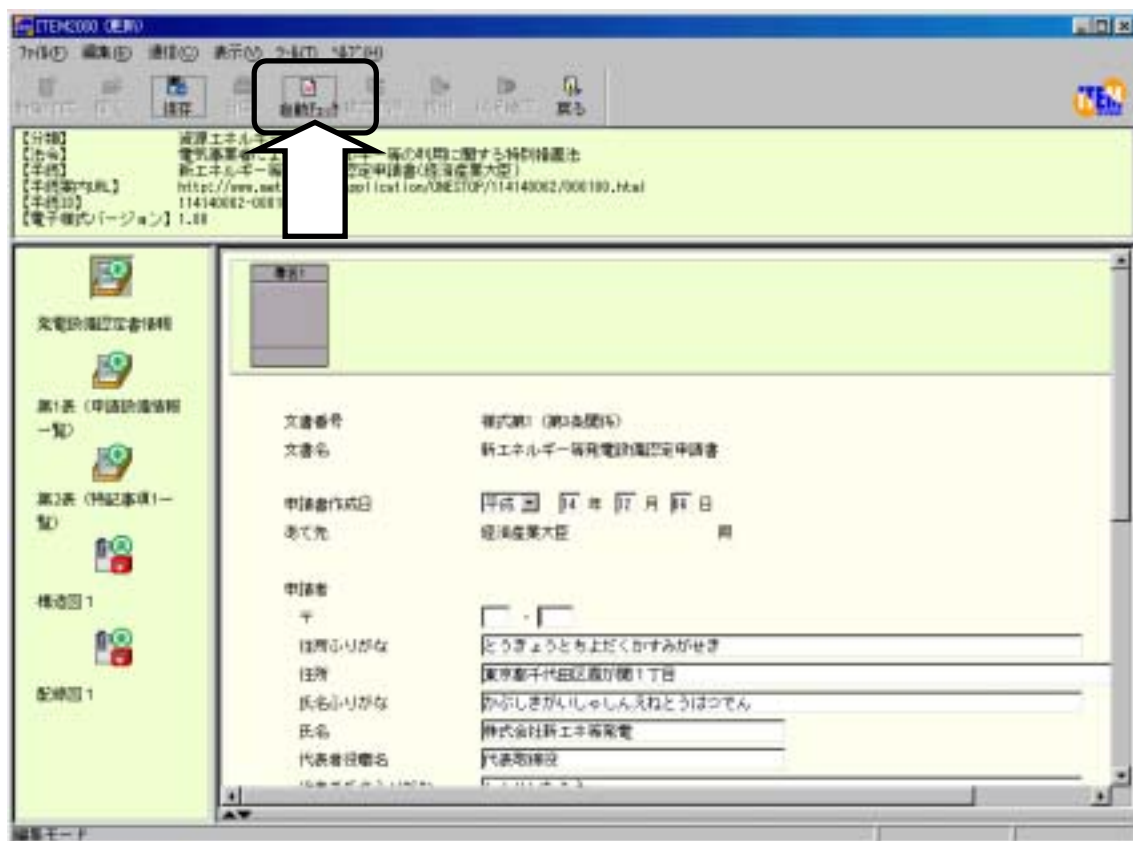 ITEM2000 (更新)
ファイル(F) 編集(E) 通信(C) 表示(V) ツール(T) ヘルプ(H)
保存 自動チェック 戻る
【分類】 資源エネルギー
【法令】 電気事業者による 等の利用に関する特別措置法
【手続】 新エネルギー等 認定申請書(経済産業大臣)
【手続案内URL】 http://www.met pplication/ONESTOP/114140002/000100.html
【手続ID】 114140002-0001
【電子様式バージョン】 1.00
署名1
発電設備認定書情報
第1表(申請設備情報一覧)
第2表(特記事項1一覧)
構造図1
配線図1
文書番号 様式第1(第3条関係)
文書名 新エネルギー等発電設備認定申請書
申請書作成日 平成 14 年 月 日
あて先 経済産業大臣 殿
申請者
〒 -
住所ふりがな とうきょうとちよだくかすみがせき
住所 東京都千代田区霞が関1丁目
氏名ふりがな かぶしきがいしゃしんえねとうはつでん
氏名 株式会社新エネ等発電
代表者役職名 代表取締役
編集モード